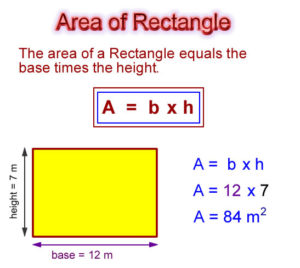 Area of Rectangle
The area of a Rectangle equals the
base times the height.
A = b x h
height = 7 m
base = 12 m
A = b x h
A = 12 x 7
A = 84 m²